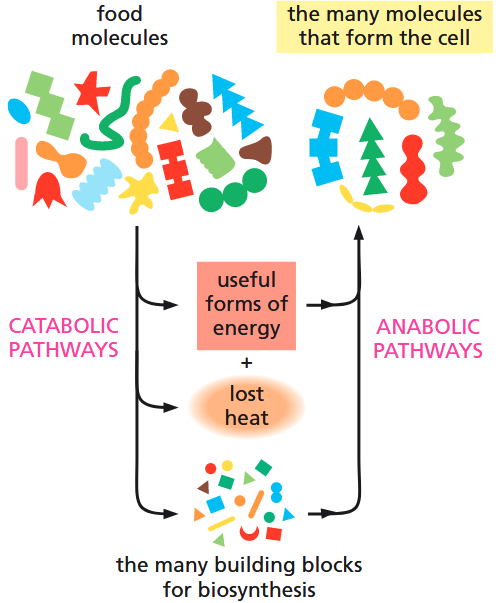 food
molecules
the many molecules
that form the cell
useful
forms of
energy
CATABOLIC
PATHWAYS
ANABOLIC
PATHWAYS
+
lost
heat
the many building blocks
for biosynthesis